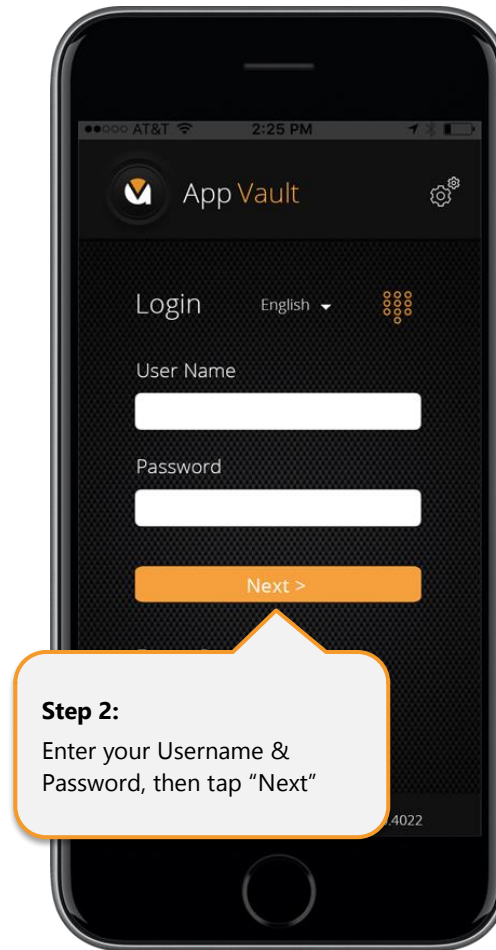 AT&T 2:25 PM
App Vault
Login English
User Name
Password
Next >
Step 2:
Enter your Username &
Password, then tap “Next”
.4022